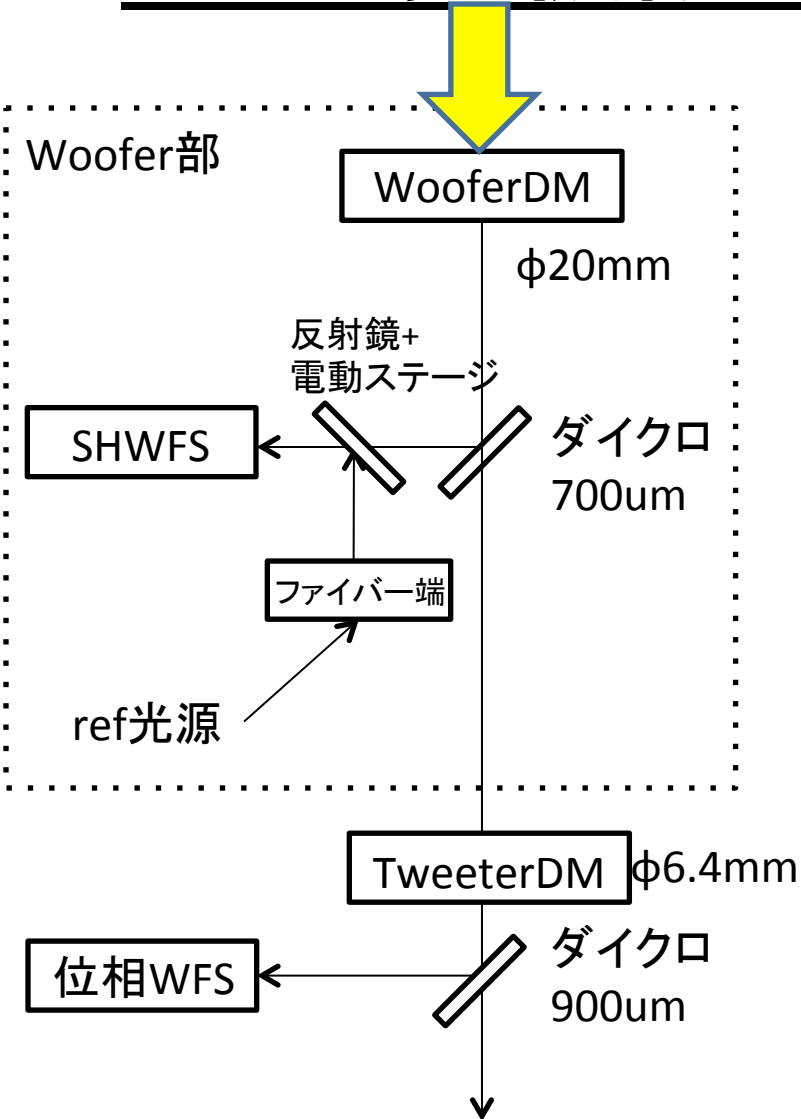 Woofer部
WooferDM
φ20mm
反射鏡+
電動ステージ
SHWFS
ダイクロ
700um
ファイバー端
ref光源
TweeterDM
φ6.4mm
位相WFS
ダイクロ
900um